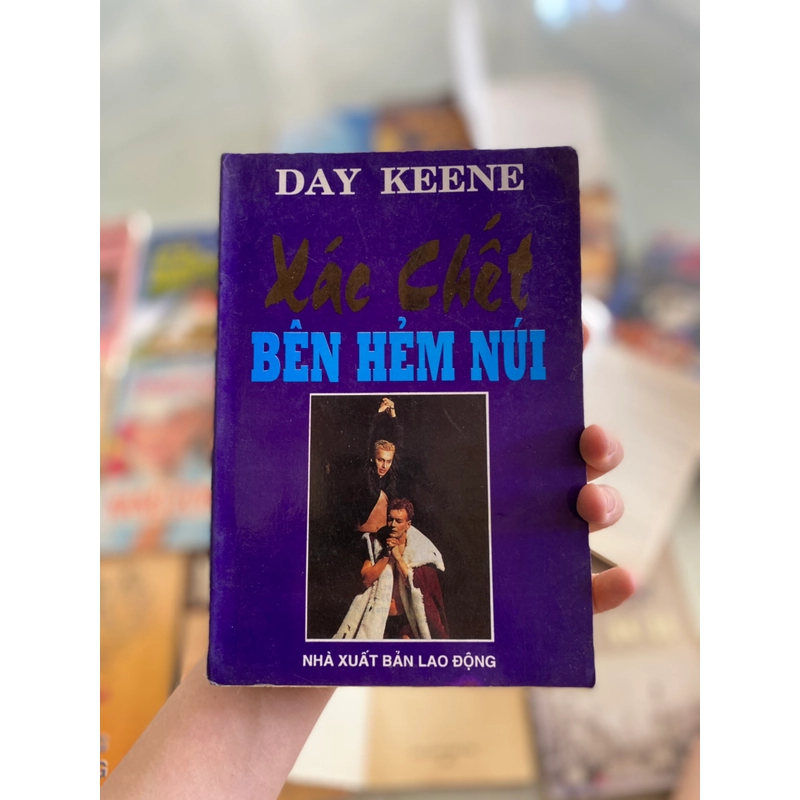 DAY KEENE
Xác Chết
BÊN HẺM NÚI
NHÀ XUẤT BẢN LAO ĐỘNG